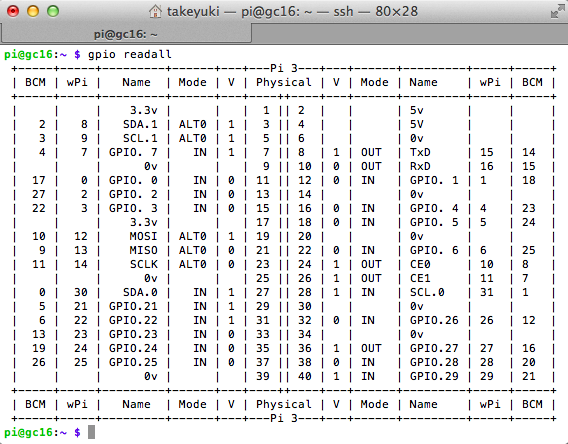 takeyuki — pi@gc16: ~ — ssh — 80×28
pi@gc16: ~
pi@gc16:~ $ gpio readall
+-----+-----+---------+------+---+---Pi 3---+---+------+---------+-----+-----+
| BCM | wPi |   Name  | Mode | V | Physical | V | Mode | Name    | wPi | BCM |
+-----+-----+---------+------+---+----++----+---+------+---------+-----+-----+
|     |     |    3.3v |      |   |  1 || 2  |   |      | 5v      |     |     |
|   2 |   8 |   SDA.1 | ALT0 | 1 |  3 || 4  |   |      | 5V      |     |     |
|   3 |   9 |   SCL.1 | ALT0 | 1 |  5 || 6  |   |      | 0v      |     |     |
|   4 |   7 | GPIO. 7 |   IN | 1 |  7 || 8  | 1 | OUT  | TxD     | 15  | 14  |
|     |     |      0v |      |   |  9 || 10 | 0 | OUT  | RxD     | 16  | 15  |
|  17 |   0 | GPIO. 0 |   IN | 0 | 11 || 12 | 0 | IN   | GPIO. 1 | 1   | 18  |
|  27 |   2 | GPIO. 2 |   IN | 0 | 13 || 14 |   |      | 0v      |     |     |
|  22 |   3 | GPIO. 3 |   IN | 0 | 15 || 16 | 0 | IN   | GPIO. 4 | 4   | 23  |
|     |     |    3.3v |      |   | 17 || 18 | 0 | IN   | GPIO. 5 | 5   | 24  |
|  10 |  12 |    MOSI | ALT0 | 1 | 19 || 20 |   |      | 0v      |     |     |
|   9 |  13 |    MISO | ALT0 | 0 | 21 || 22 | 0 | IN   | GPIO. 6 | 6   | 25  |
|  11 |  14 |    SCLK | ALT0 | 0 | 23 || 24 | 1 | OUT  | CE0     | 10  | 8   |
|     |     |      0v |      |   | 25 || 26 | 1 | OUT  | CE1     | 11  | 7   |
|   0 |  30 |   SDA.0 |   IN | 1 | 27 || 28 | 1 | IN   | SCL.0   | 31  | 1   |
|   5 |  21 | GPIO.21 |   IN | 1 | 29 || 30 |   |      | 0v      |     |     |
|   6 |  22 | GPIO.22 |   IN | 1 | 31 || 32 | 0 | IN   | GPIO.26 | 26  | 12  |
|  13 |  23 | GPIO.23 |   IN | 0 | 33 || 34 |   |      | 0v      |     |     |
|  19 |  24 | GPIO.24 |   IN | 0 | 35 || 36 | 1 | OUT  | GPIO.27 | 27  | 16  |
|  26 |  25 | GPIO.25 |   IN | 0 | 37 || 38 | 0 | IN   | GPIO.28 | 28  | 20  |
|     |     |      0v |      |   | 39 || 40 | 1 | IN   | GPIO.29 | 29  | 21  |
+-----+-----+---------+------+---+----++----+---+------+---------+-----+-----+
| BCM | wPi |   Name  | Mode | V | Physical | V | Mode | Name    | wPi | BCM |
+-----+-----+---------+------+---+---Pi 3---+---+------+---------+-----+-----+
pi@gc16:~ $